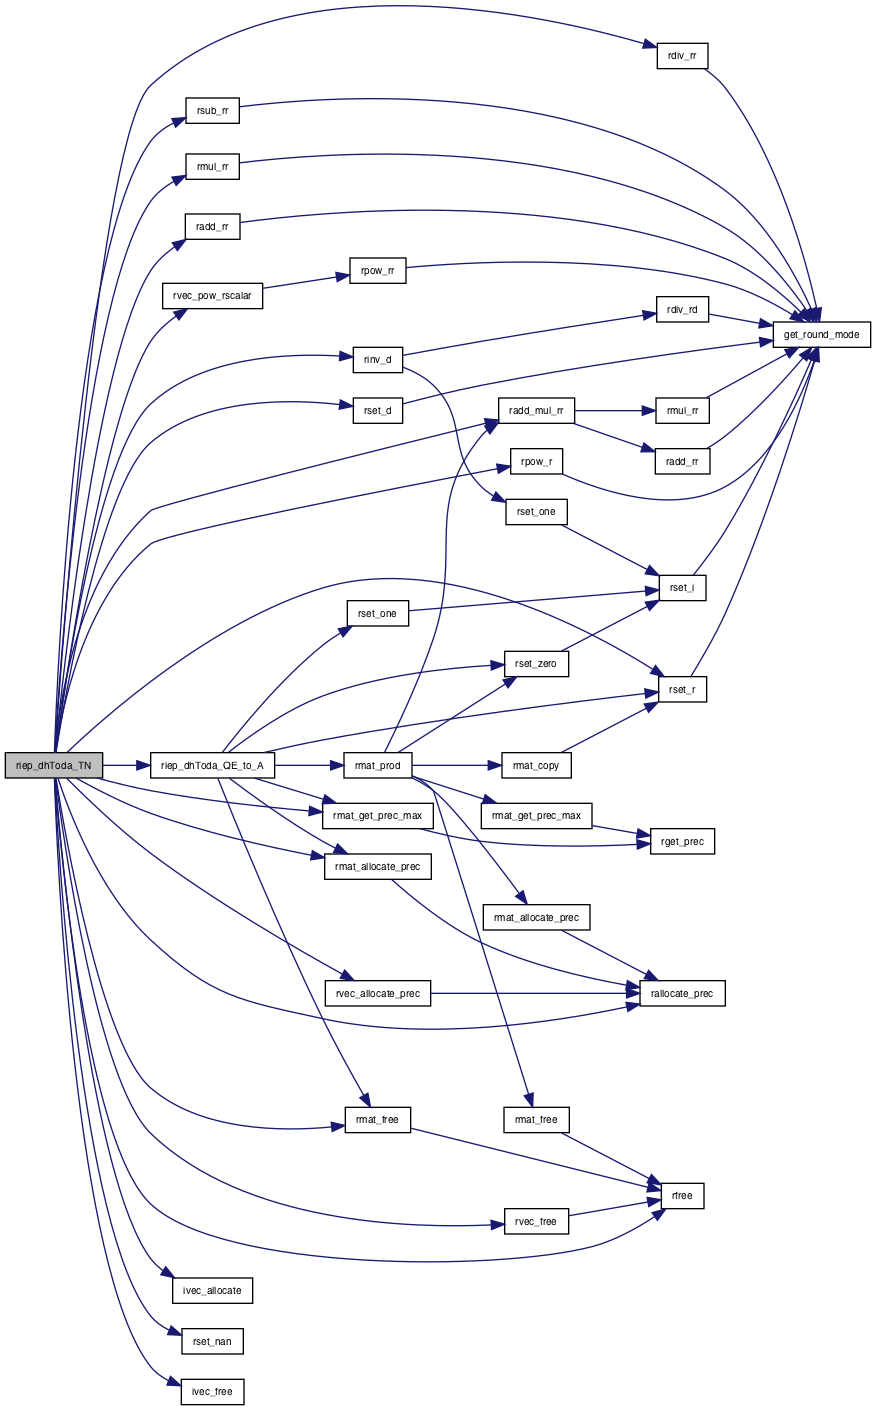 rdiv_rr
rsub_rr
rmul_rr
radd_rr
rpow_rr
rvec_pow_rscalar
rdiv_rd
get_round_mode
rinv_d
rset_d
radd_mul_rr
rmul_rr
rpow_r
radd_rr
rset_one
rset_i
rset_one
rset_zero
rset_r
riep_dhToda_TN
riep_dhToda_QE_to_A
rmat_prod
rmat_copy
rmat_get_prec_max
rmat_get_prec_max
rget_prec
rmat_allocate_prec
rmat_allocate_prec
rvec_allocate_prec
rallocate_prec
rmat_free
rmat_free
rfree
rvec_free
ivec_allocate
rset_nan
ivec_free